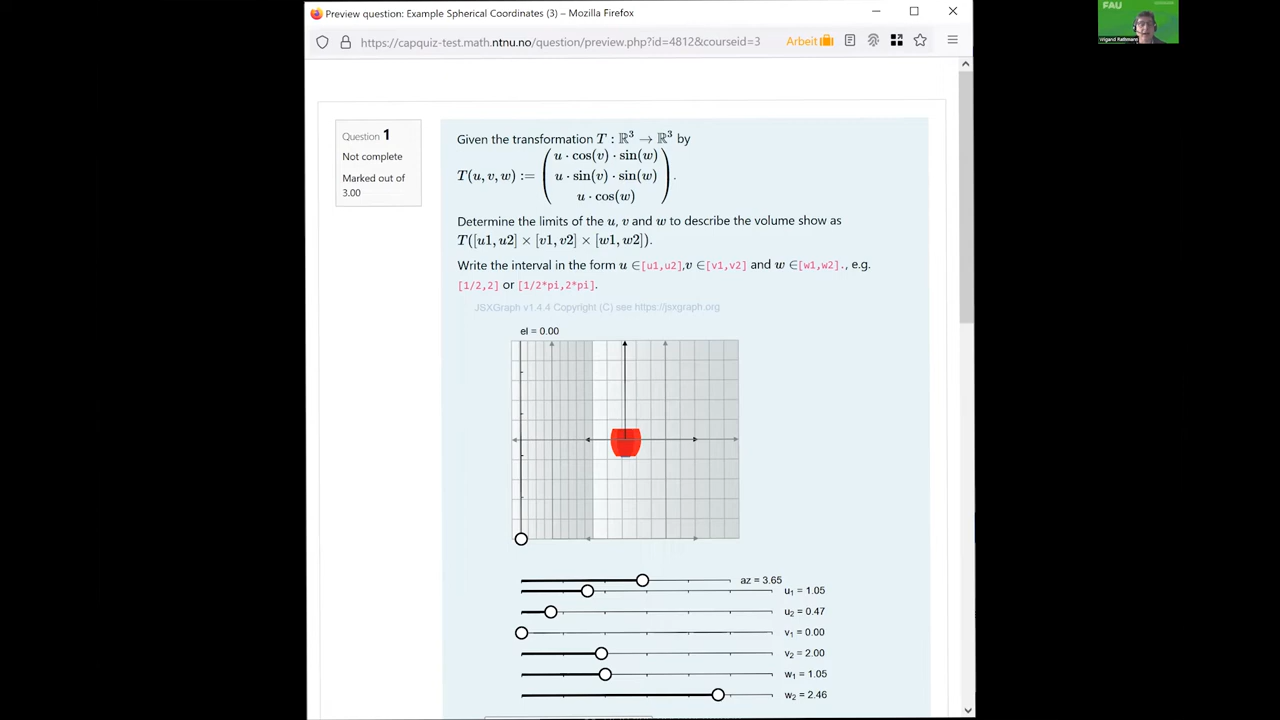 Preview question: Example Spherical Coordinates (3) – Mozilla Firefox
https://capquiz-test.math.ntnu.no/question/preview.php?id=4812&courseid=3
Arbeit
FAU
Wigand Rathmann
Question 1
Not complete
Marked out of
3.00
Given the transformation T : ℝ³ → ℝ³ by
T(u, v, w) := ( u · cos(v) · sin(w)
u · sin(v) · sin(w)
u · cos(w) ) .
Determine the limits of the u, v and w to describe the volume show as
T([u1, u2] × [v1, v2] × [w1, w2]).
Write the interval in the form u ∈[u1,u2],v ∈[v1,v2] and w ∈[w1,w2]., e.g.
[1/2,2] or [1/2*pi,2*pi].
JSXGraph v1.4.4 Copyright (C) see https://jsxgraph.org
el = 0.00
az = 3.65
u₁ = 1.05
u₂ = 0.47
v₁ = 0.00
v₂ = 2.00
w₁ = 1.05
w₂ = 2.46